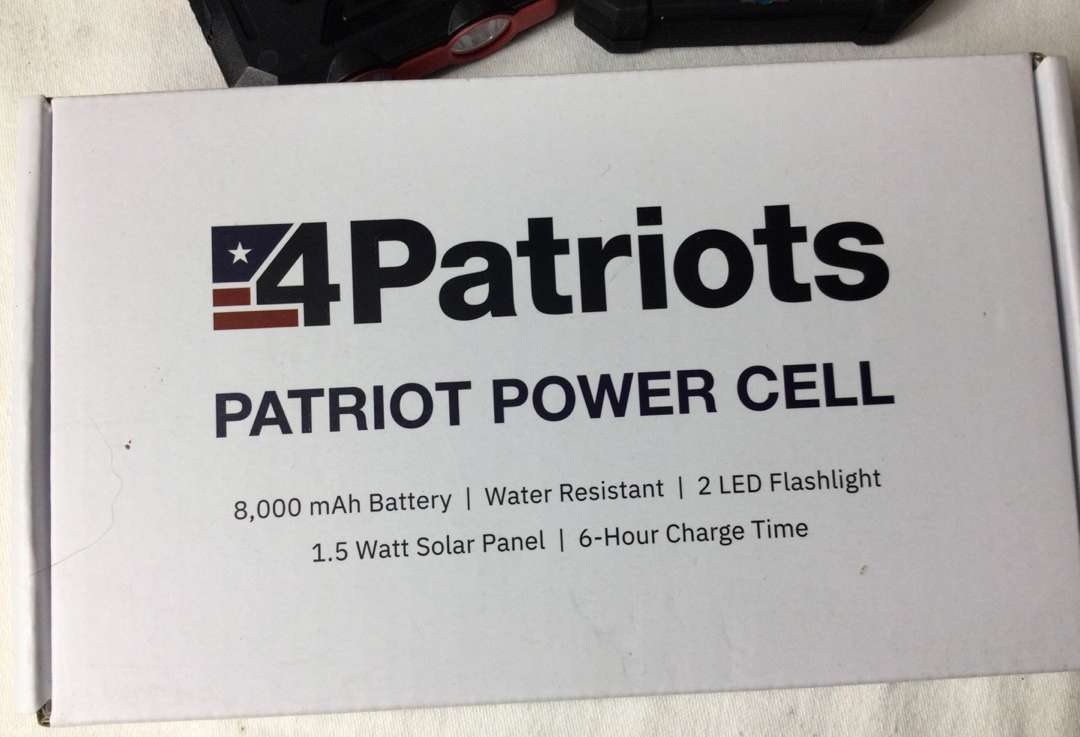 4Patriots
PATRIOT POWER CELL
8,000 mAh Battery | Water Resistant | 2 LED Flashlight
1.5 Watt Solar Panel | 6-Hour Charge Time